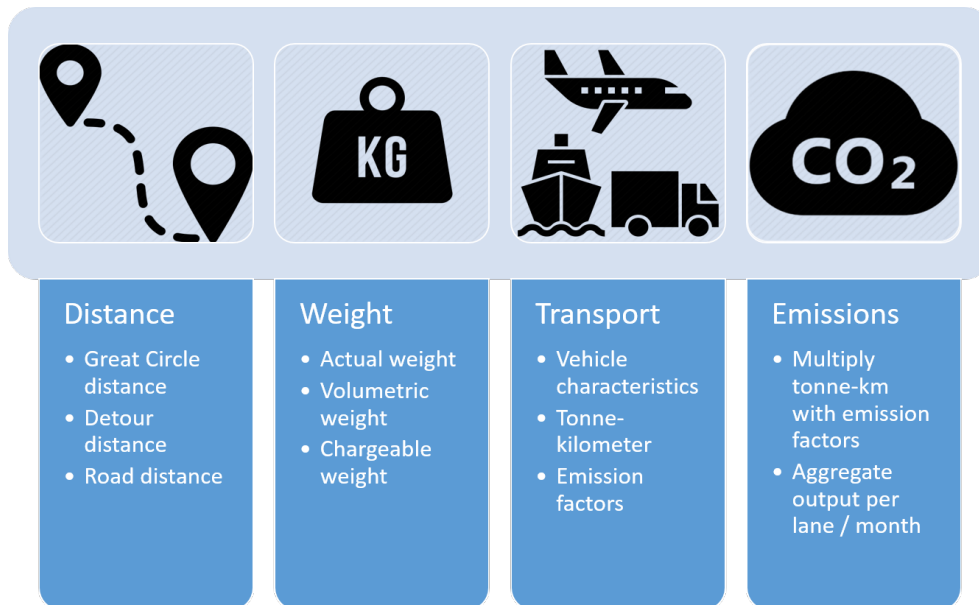 KG
CO₂
Distance
• Great Circle
distance
• Detour
distance
• Road distance
Weight
• Actual weight
• Volumetric
weight
• Chargeable
weight
Transport
• Vehicle
characteristics
• Tonne-
kilometer
• Emission
factors
Emissions
• Multiply
tonne-km
with emission
factors
• Aggregate
output per
lane / month